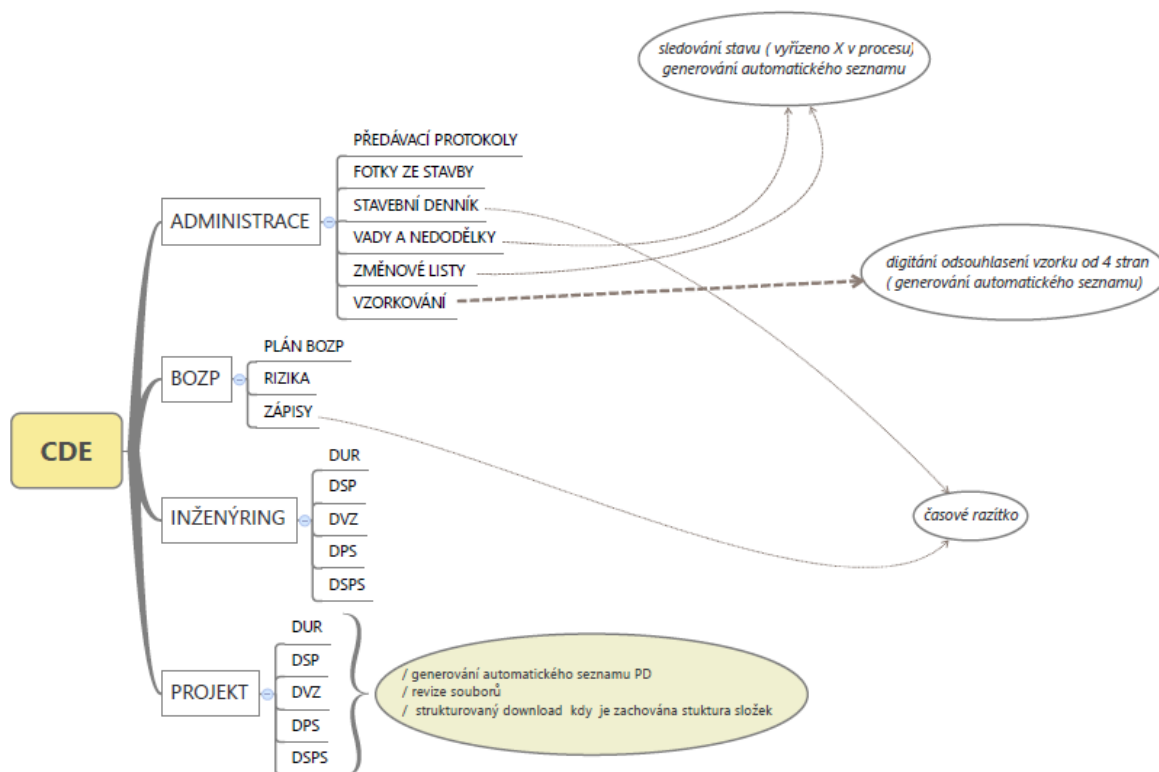 sledování stavu ( vyřízeno X v procesu)
generování automatického seznamu
PŘEDÁVACÍ PROTOKOLY
FOTKY ZE STAVBY
ADMINISTRACE
STAVEBNÍ DENNÍK
VADY A NEDODĚLKY
ZMĚNOVÉ LISTY
VZORKOVÁNÍ
digitání odsouhlasení vzorku od 4 stran
( generování automatického seznamu)
PLÁN BOZP
BOZP
RIZIKA
ZÁPISY
CDE
DUR
DSP
INŽENÝRING
DVZ
DPS
DSPS
časové razítko
DUR
DSP
PROJEKT
DVZ
DPS
DSPS
/ generování automatického seznamu PD
/ revize souborů
/ strukturovaný download kdy je zachována stuktura složek